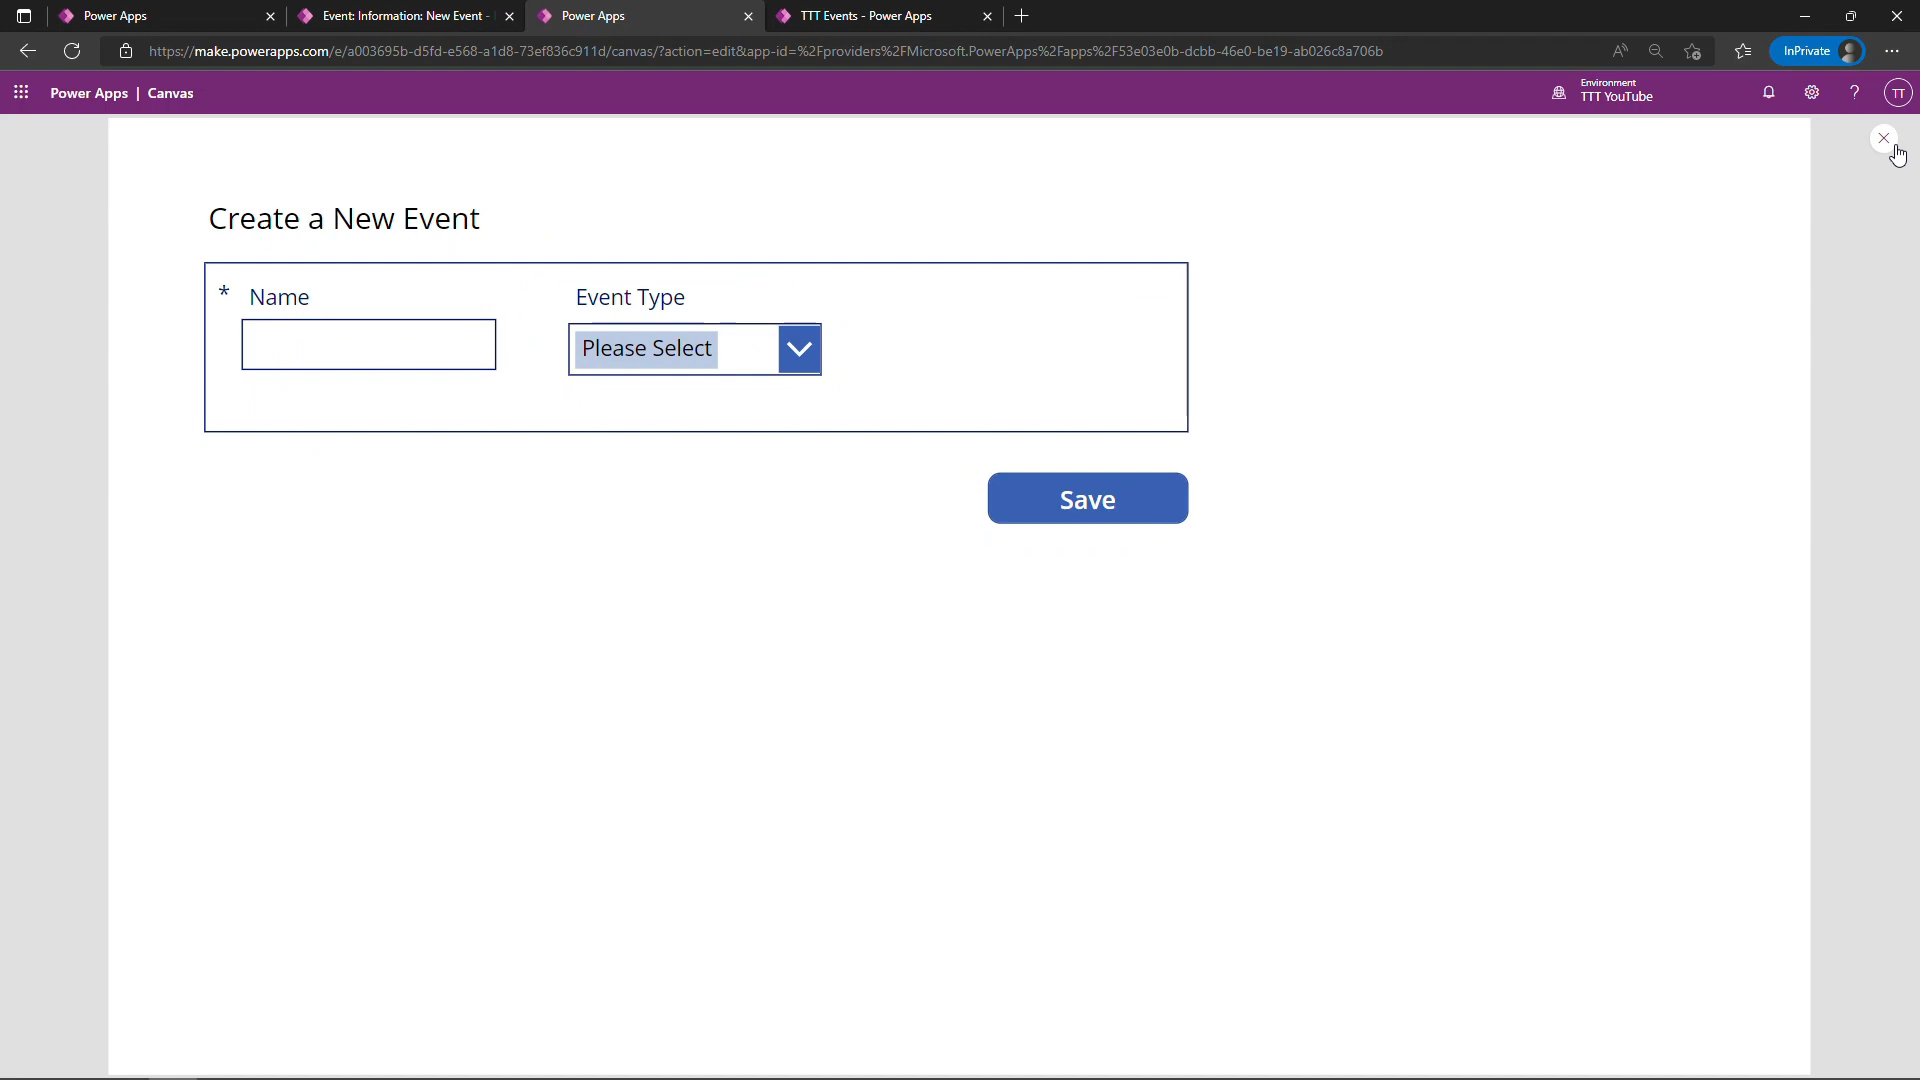 Power Apps
Event: Information: New Event -
Power Apps
TTT Events - Power Apps
https://make.powerapps.com/e/a003695b-d5fd-e568-a1d8-73ef836c911d/canvas/?action=edit&app-id=%2Fproviders%2FMicrosoft.PowerApps%2Fapps%2F53e03e0b-dcbb-46e0-be19-ab026c8a706b
InPrivate
Power Apps | Canvas
Environment
TTT YouTube
?
TT
Create a New Event
* Name
Event Type
Please Select
Save